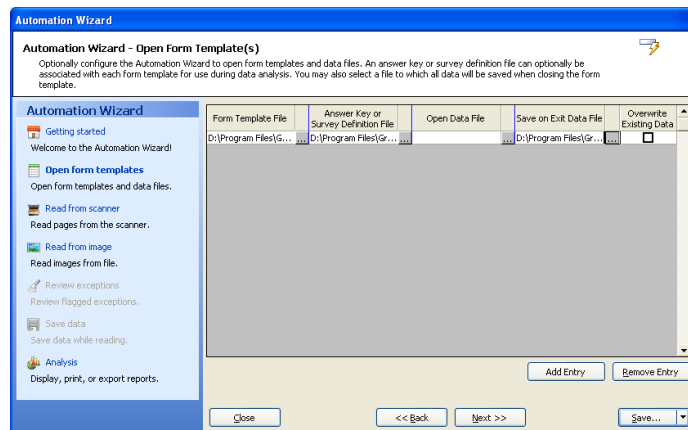 Automation Wizard
Automation Wizard - Open Form Template(s)
Optionally configure the Automation Wizard to open form templates and data files. An answer key or survey definition file can optionally be
associated with each form template for use during data analysis. You may also select a file to which all data will be saved when closing the form
template.
Automation Wizard
Getting started
Welcome to the Automation Wizard!
Open form templates
Open form templates and data files.
Read from scanner
Read pages from the scanner.
Read from image
Read images from file.
Review exceptions
Review flagged exceptions.
Save data
Save data while reading.
Analysis
Display, print, or export reports.
Form Template File
Answer Key or
Survey Definition File
Open Data File
Save on Exit Data File
Overwrite
Existing Data
D:\Program Files\G... ... D:\Program Files\Gr... ... ... D:\Program Files\Gr... ...
Add Entry
Remove Entry
Close
<< Back
Next >>
Save...